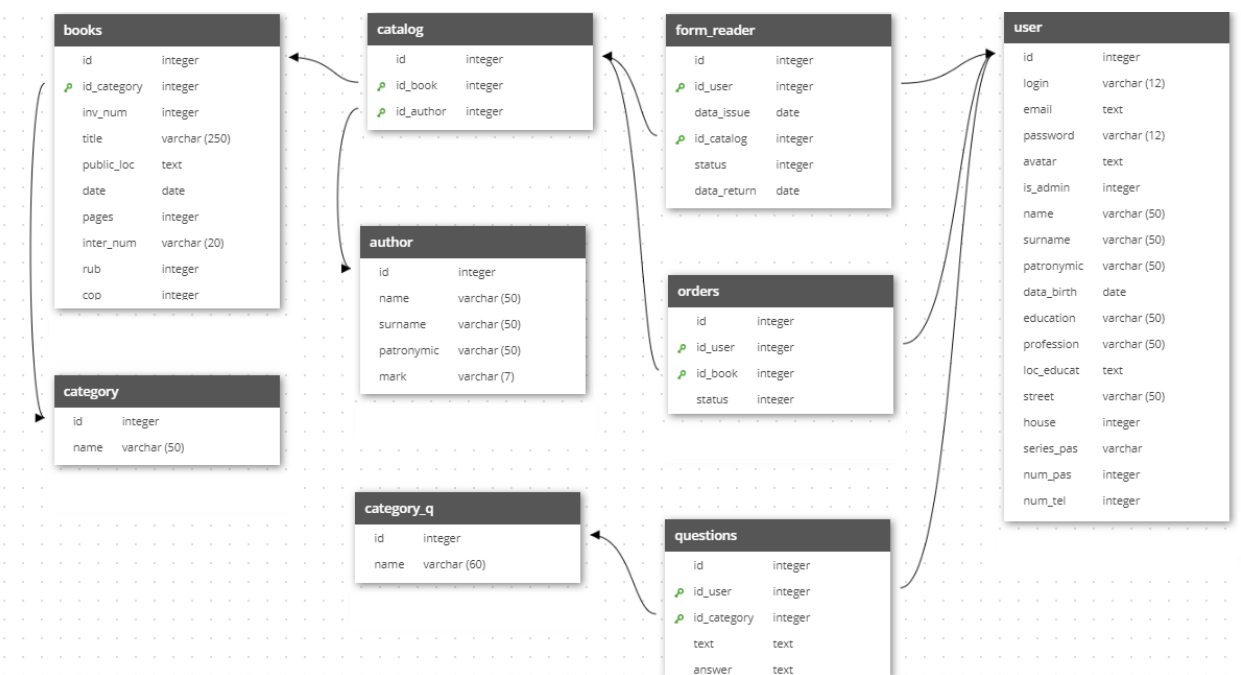 books
id integer
id_category integer
inv_num integer
title varchar (250)
public_loc text
date date
pages integer
inter_num varchar (20)
rub integer
cop integer
category
id integer
name varchar (50)
catalog
id integer
id_book integer
id_author integer
author
id integer
name varchar (50)
surname varchar (50)
patronymic varchar (50)
mark varchar (7)
category_q
id integer
name varchar (60)
form_reader
id integer
id_user integer
data_issue date
id_catalog integer
status integer
data_return date
orders
id integer
id_user integer
id_book integer
status integer
questions
id integer
id_user integer
id_category integer
text text
answer text
user
id integer
login varchar (12)
email text
password varchar (12)
avatar text
is_admin integer
name varchar (50)
surname varchar (50)
patronymic varchar (50)
data_birth date
education varchar (50)
profession varchar (50)
loc_educat text
street varchar (50)
house integer
series_pas varchar
num_pas integer
num_tel integer